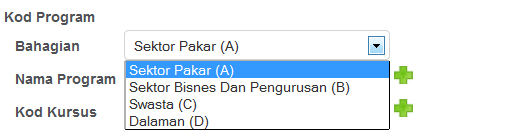 Kod Program
Bahagian Sektor Pakar (A)
Sektor Pakar (A)
Nama Program
Sektor Bisnes Dan Pengurusan (B)
Swasta (C)
Kod Kursus
Dalaman (D)